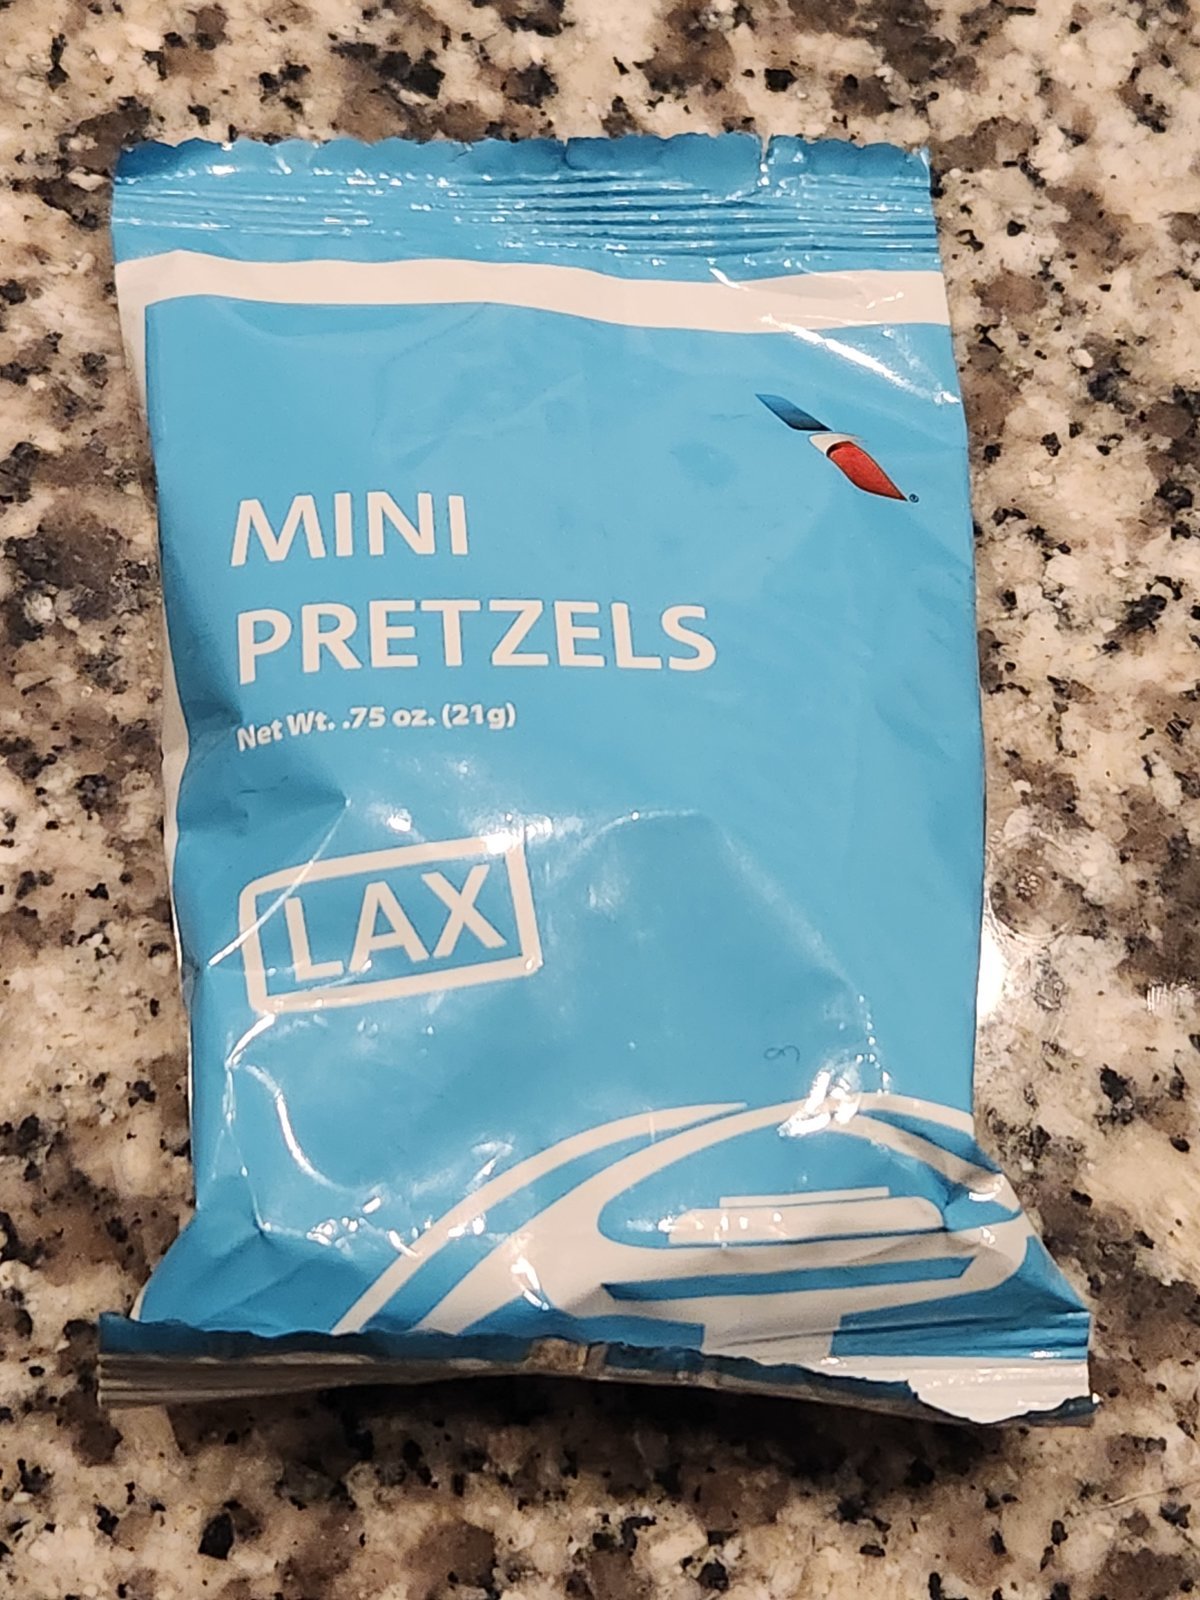 MINI
PRETZELS
Net Wt. .75 oz. (21g)
LAX